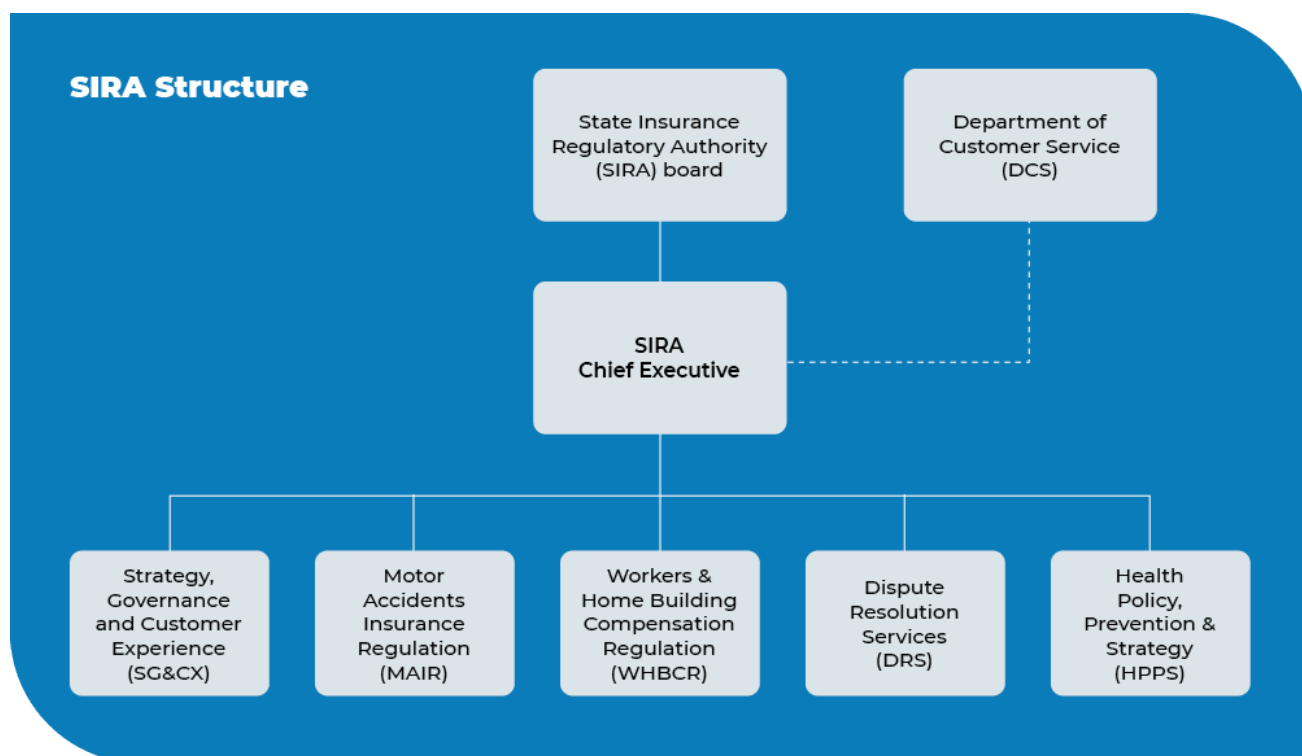 SIRA Structure
State Insurance
Regulatory Authority
(SIRA) board
Department of
Customer Service
(DCS)
SIRA
Chief Executive
Strategy,
Governance
and Customer
Experience
(SG&CX)
Motor
Accidents
Insurance
Regulation
(MAIR)
Workers &
Home Building
Compensation
Regulation
(WHBCR)
Dispute
Resolution
Services
(DRS)
Health
Policy,
Prevention &
Strategy
(HPPS)